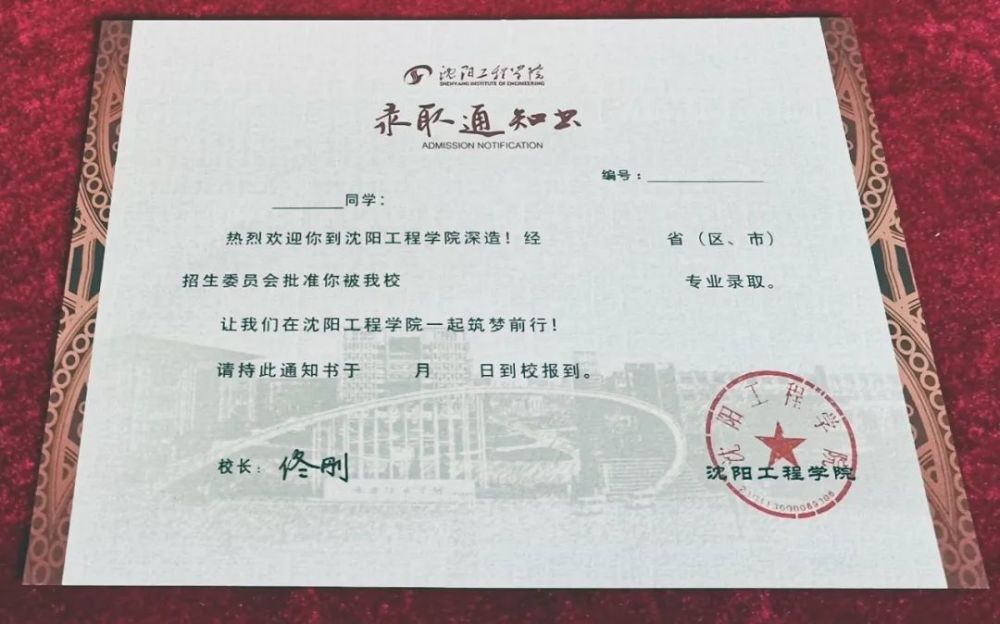 沈阳工程学院
SHENYANG INSTITUTE OF ENGINEERING
录取通知书
ADMISSION NOTIFICATION
编号：
同学：
热烈欢迎你到沈阳工程学院深造！经 省（区、市）
招生委员会批准你被我校 专业录取。
让我们在沈阳工程学院一起筑梦前行！
请持此通知书于 月 日到校报到。
校长：佟刚
沈阳工程学院
沈阳工程学院